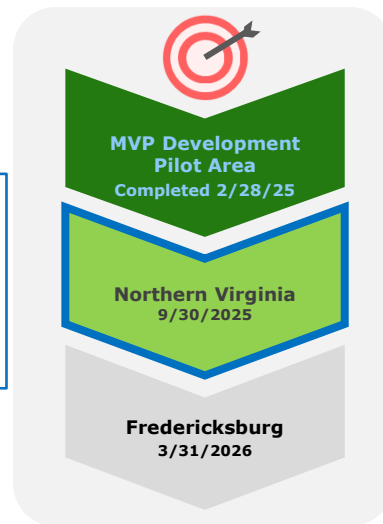 MVP Development
Pilot Area
Completed 2/28/25
Northern Virginia
9/30/2025
Fredericksburg
3/31/2026